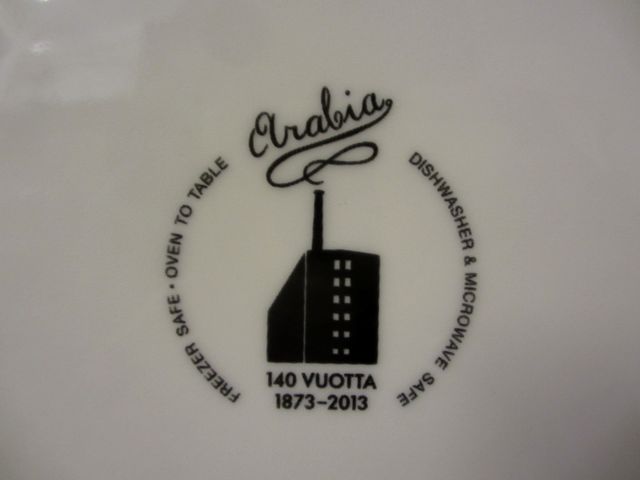 Arabia
FREEZER SAFE • OVEN TO TABLE
DISHWASHER & MICROWAVE SAFE
140 VUOTTA
1873-2013